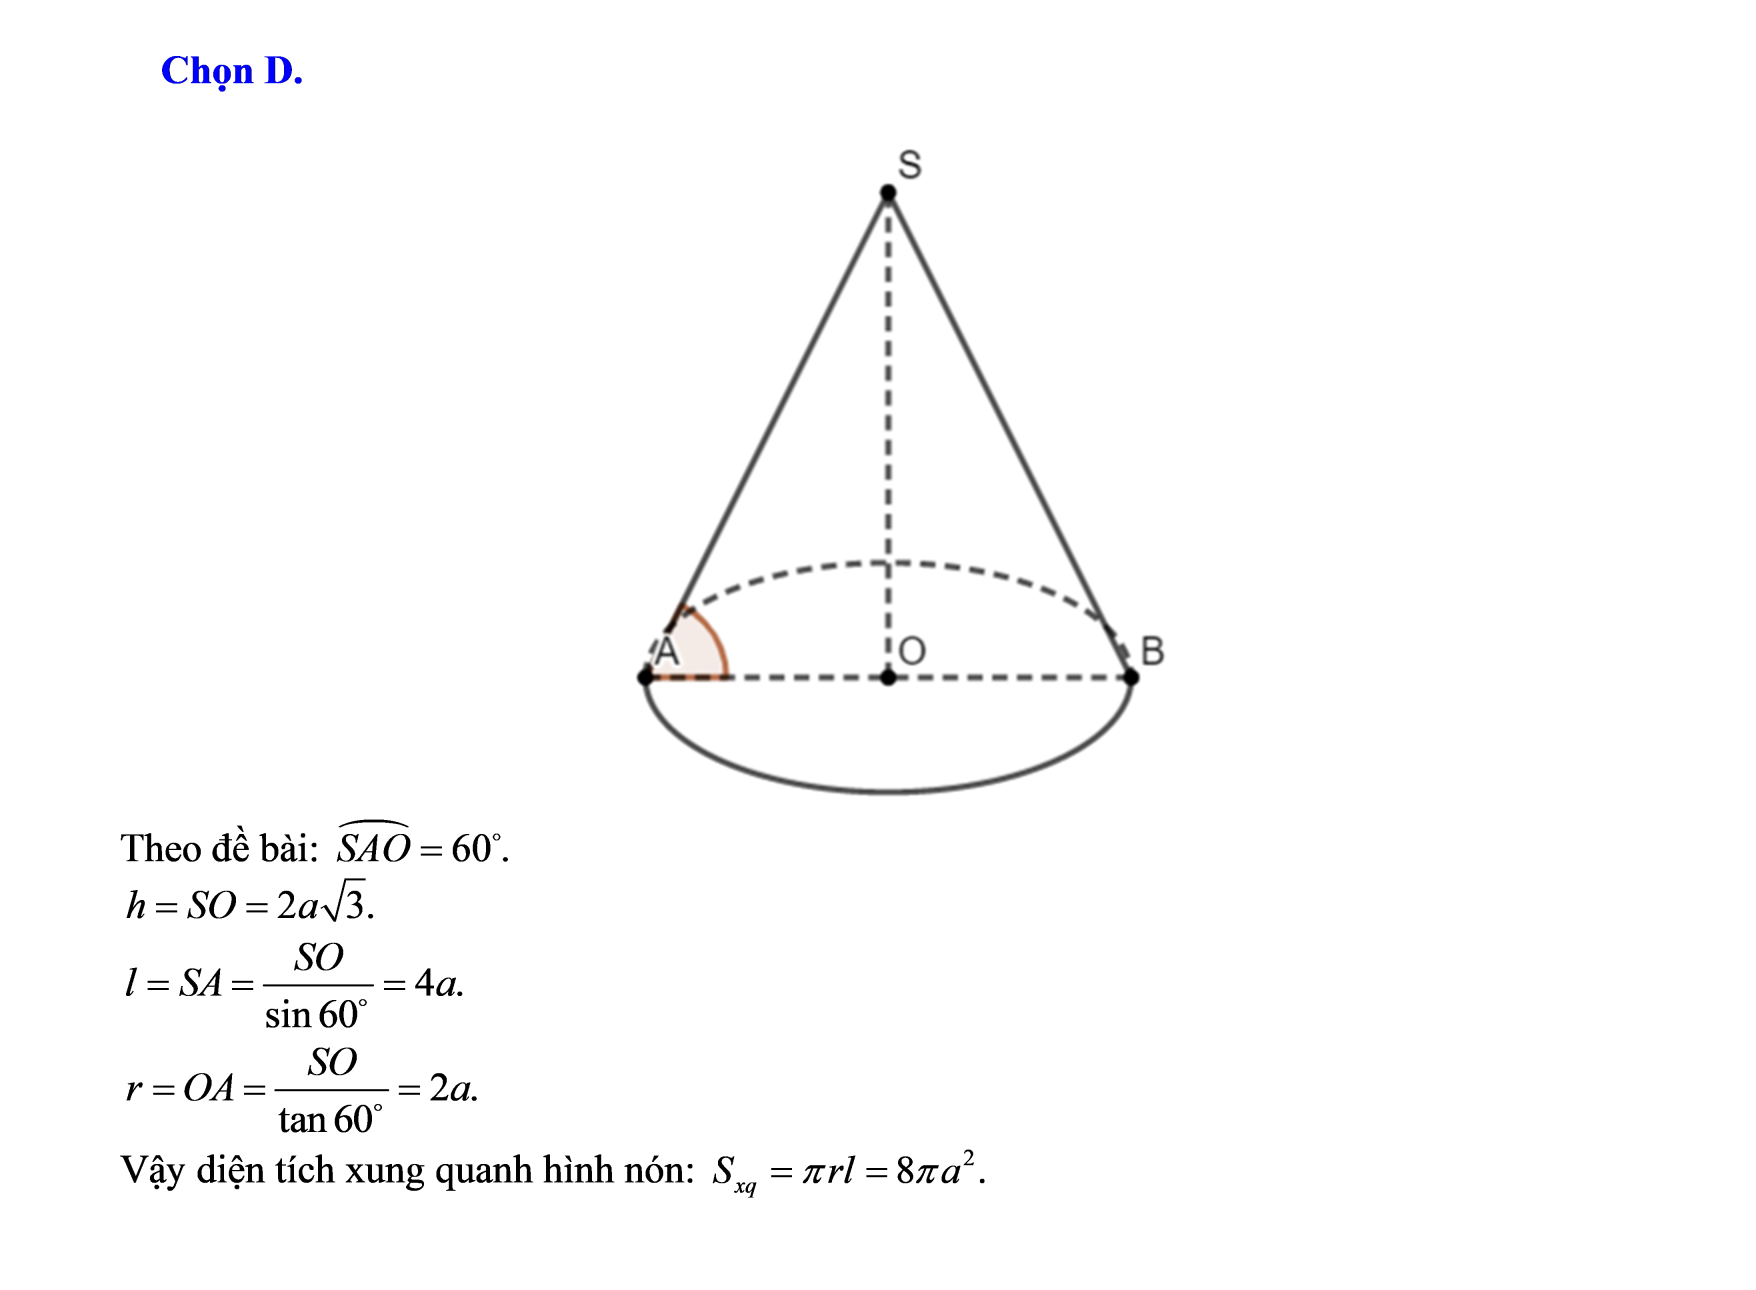 Chọn D.
S
A
O
B
Theo đề bài: $\widehat{SAO} = 60^\circ$.
$h = SO = 2a\sqrt{3}$.
$l = SA = \dfrac{SO}{\sin 60^\circ} = 4a$.
$r = OA = \dfrac{SO}{\tan 60^\circ} = 2a$.
Vậy diện tích xung quanh hình nón: $S_{xq} = \pi rl = 8\pi a^2$.